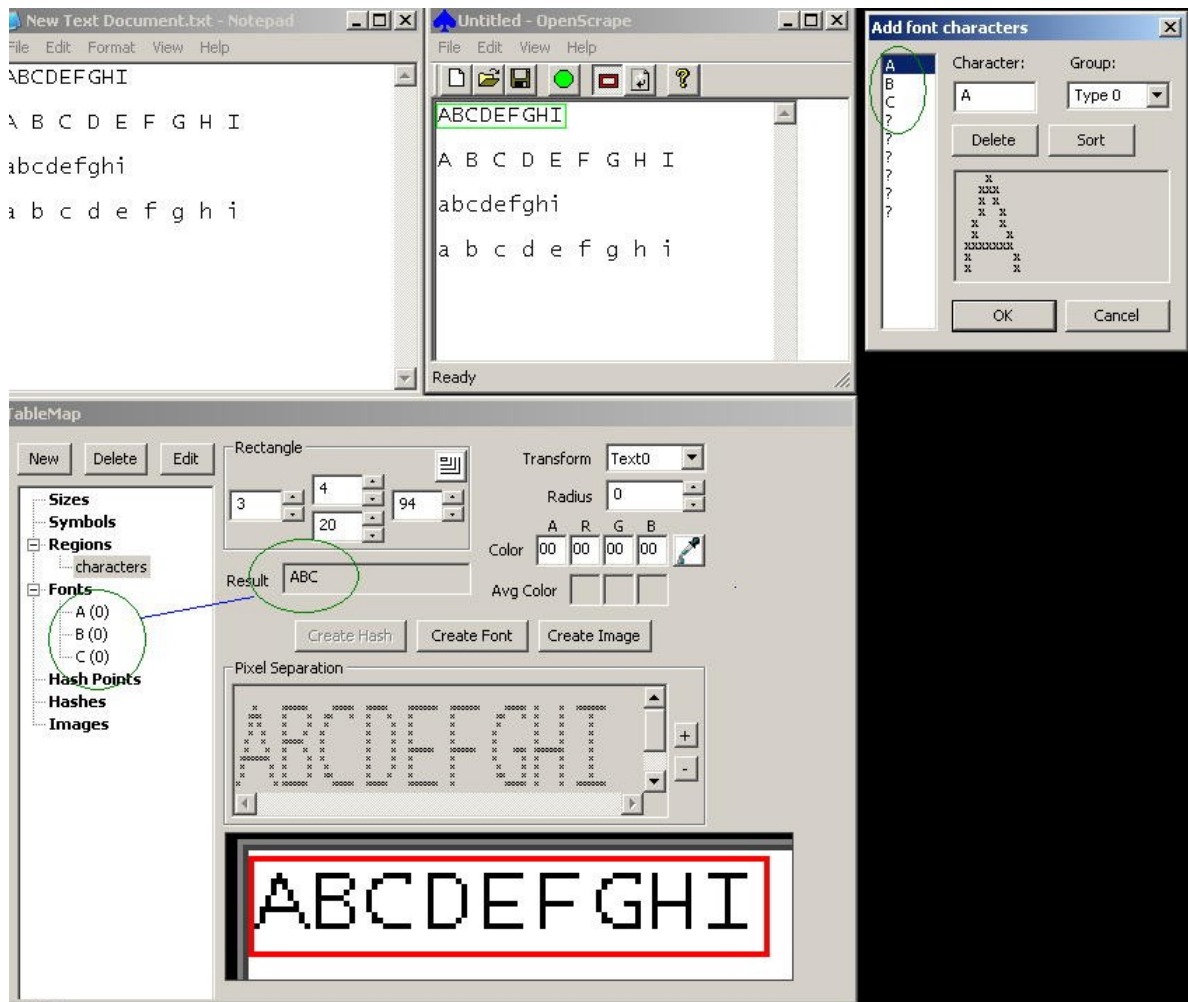 New Text Document.txt - Notepad
File Edit Format View Help
ABCDEFGHI
A B C D E F G H I
abcdefghi
a b c d e f g h i
Untitled - OpenScrape
File Edit View Help
ABCDEFGHI
A B C D E F G H I
abcdefghi
a b c d e f g h i
Ready
Add font characters
A
B
C
?
?
?
?
?
?
Character: Group:
A Type 0
Delete Sort
OK Cancel
TableMap
New Delete Edit
Sizes
Symbols
Regions
characters
Fonts
A (0)
B (0)
C (0)
Hash Points
Hashes
Images
Rectangle
3 4 94
20
Result ABC
Transform Text0
Radius 0
A R G B
Color 00 00 00 00
Avg Color
Create Hash Create Font Create Image
Pixel Separation
ABCDEFGHI
+
-
ABCDEFGHI